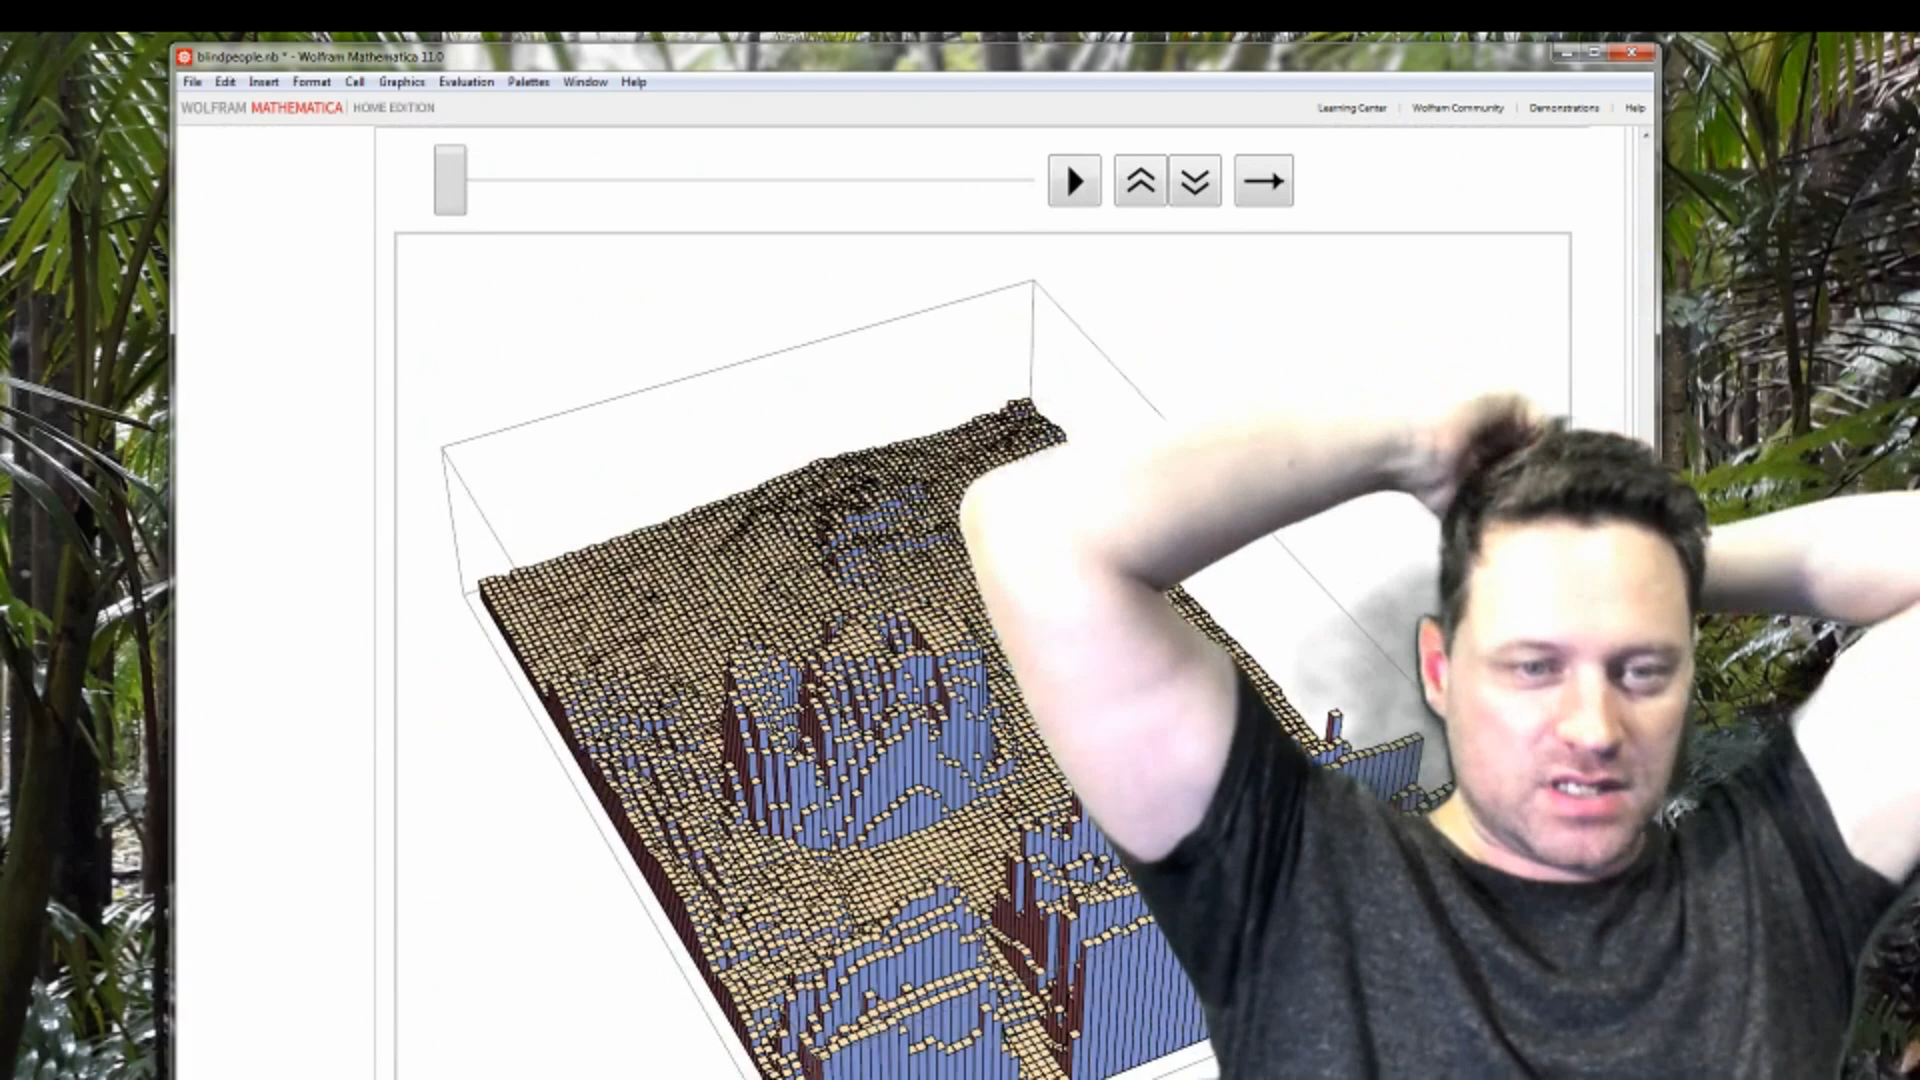 blindpeople.nb * - Wolfram Mathematica 11.0
File Edit Insert Format Cell Graphics Evaluation Palettes Window Help
WOLFRAM MATHEMATICA | HOME EDITION
Learning Center | Wolfram Community | Demonstrations | Help